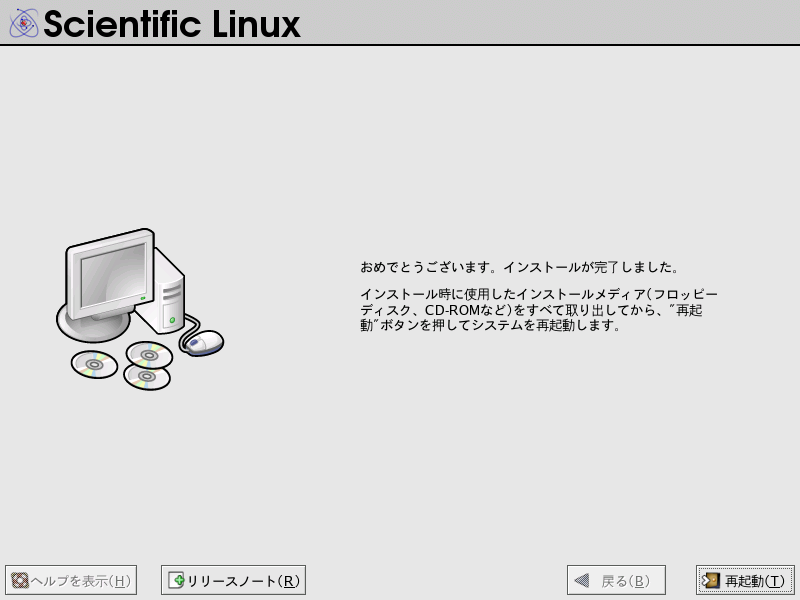 Scientific Linux
おめでとうございます。インストールが完了しました。
インストール時に使用したインストールメディア(フロッピー
ディスク、CD-ROMなど)をすべて取り出してから、"再起
動"ボタンを押してシステムを再起動します。
ヘルプを表示(H)
リリースノート(R)
戻る(B)
再起動(T)